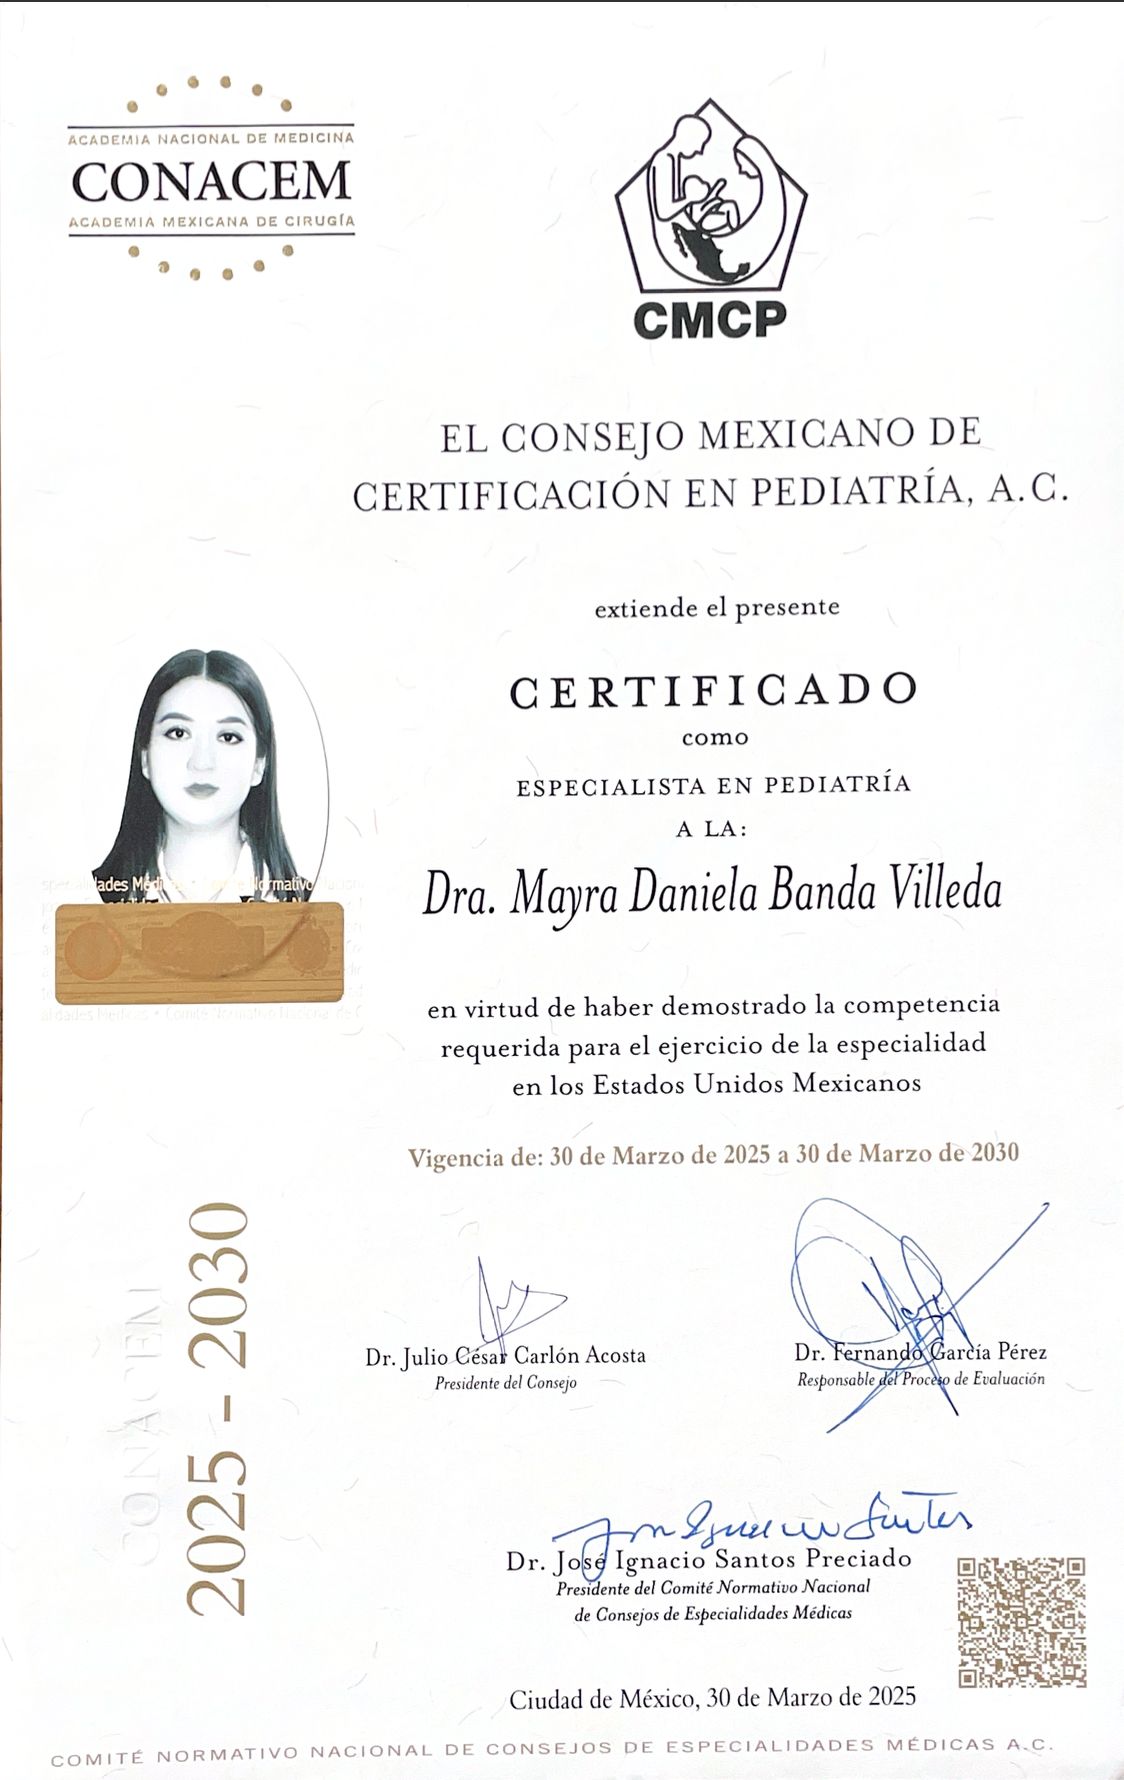 ACADEMIA NACIONAL DE MEDICINA
CONACEM
ACADEMIA MEXICANA DE CIRUGÍA
CMCP
EL CONSEJO MEXICANO DE
CERTIFICACIÓN EN PEDIATRÍA, A.C.
extiende el presente
CERTIFICADO
como
ESPECIALISTA EN PEDIATRÍA
A LA:
Dra. Mayra Daniela Banda Villeda
en virtud de haber demostrado la competencia
requerida para el ejercicio de la especialidad
en los Estados Unidos Mexicanos
Vigencia de: 30 de Marzo de 2025 a 30 de Marzo de 2030
CONACEM
2025 - 2030
Dr. Julio César Carlón Acosta
Presidente del Consejo
Dr. Fernando García Pérez
Responsable del Proceso de Evaluación
Dr. José Ignacio Santos Preciado
Presidente del Comité Normativo Nacional
de Consejos de Especialidades Médicas
Ciudad de México, 30 de Marzo de 2025
COMITÉ NORMATIVO NACIONAL DE CONSEJOS DE ESPECIALIDADES MÉDICAS A.C.